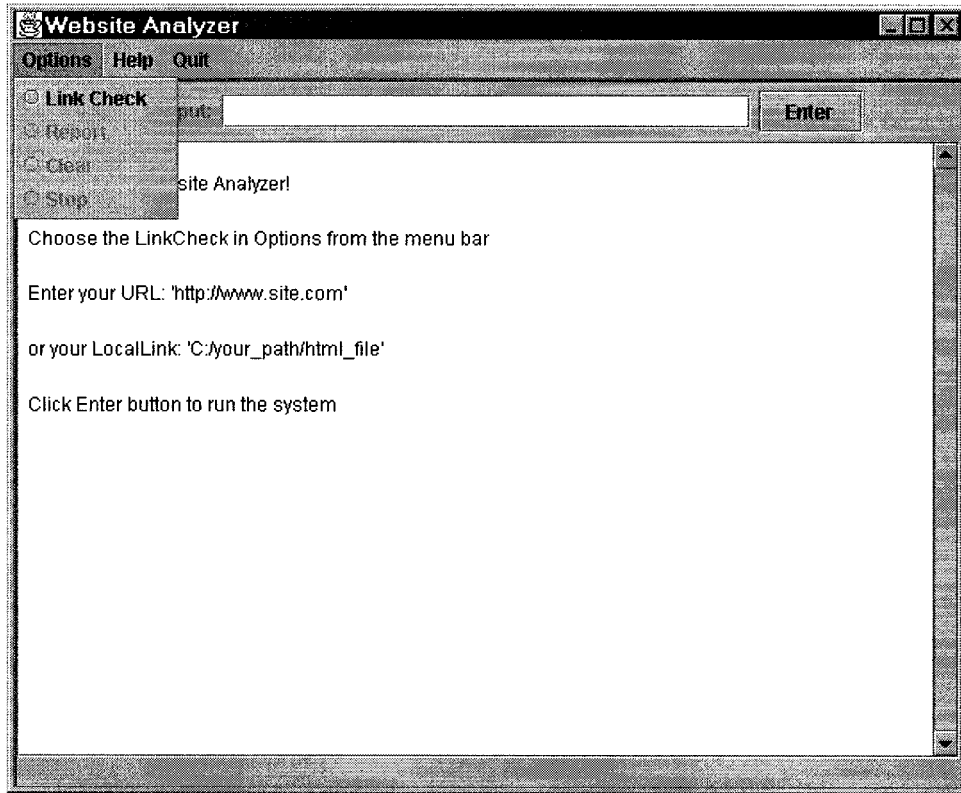 Website Analyzer
Options Help Quit
Link Check
Report
Clear
Stop
put:
Enter
site Analyzer!
Choose the LinkCheck in Options from the menu bar
Enter your URL: 'http://www.site.com'
or your LocalLink: 'C:/your_path/html_file'
Click Enter button to run the system